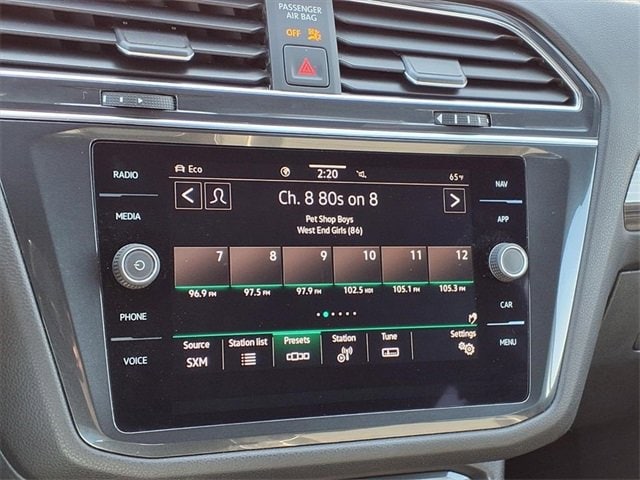 PASSENGER
AIR BAG
OFF
RADIO
MEDIA
PHONE
VOICE
Eco
2:20
65°F
Ch. 8 80s on 8
Pet Shop Boys
West End Girls (86)
7 8 9 10 11 12
96.9 FM 97.5 FM 97.9 FM 102.5 HD1 105.1 FM 105.3 FM
Source Station list Presets Station Tune Settings
SXM
NAV
APP
CAR
MENU